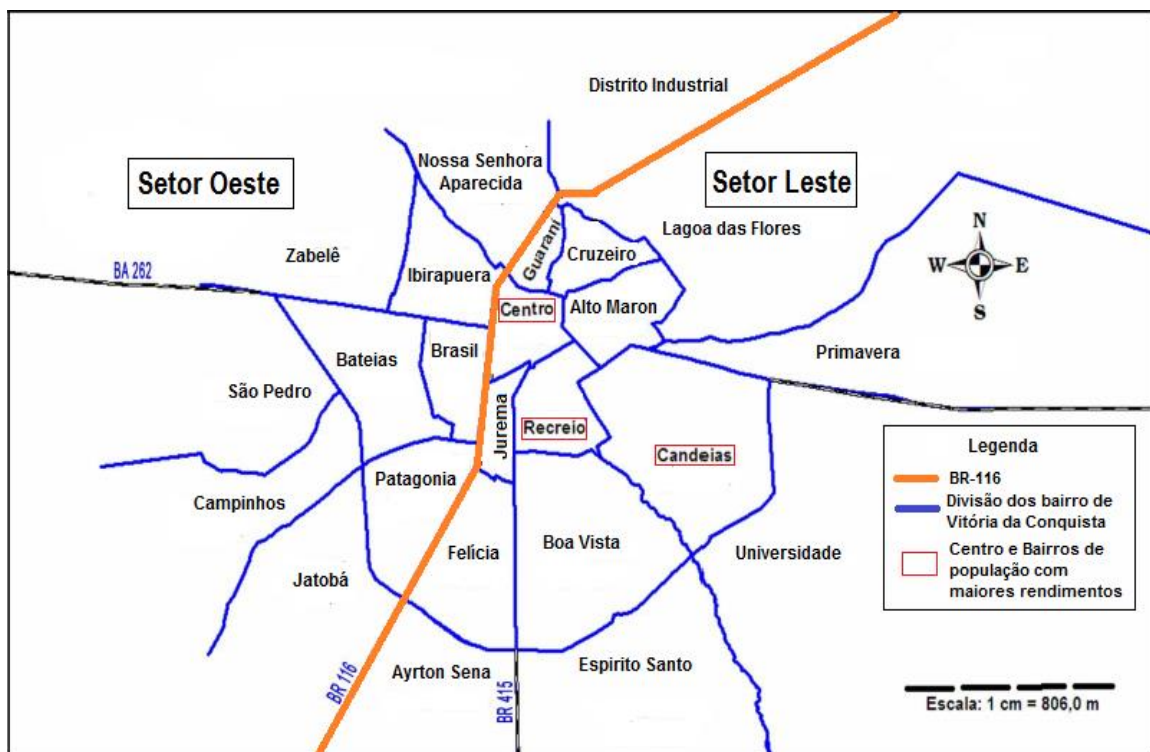 Distrito Industrial
Nossa Senhora
Aparecida
Setor Oeste
Setor Leste
Guaraní
Lagoa das Flores
Cruzeiro
Zabelê
Ibirapuera
BA 262
Centro
Alto Maron
N
W
E
S
Bateias
Brasil
Primavera
São Pedro
Jurema
Recreio
Candeias
Patagonia
Campinhos
Felícia
Boa Vista
Universidade
Jatobá
Ayrton Sena
Espirito Santo
BR 116
BR 415
Legenda
BR-116
Divisão dos bairro de
Vitória da Conquista
Centro e Bairros de
população com
maiores rendimentos
Escala: 1 cm = 806,0 m